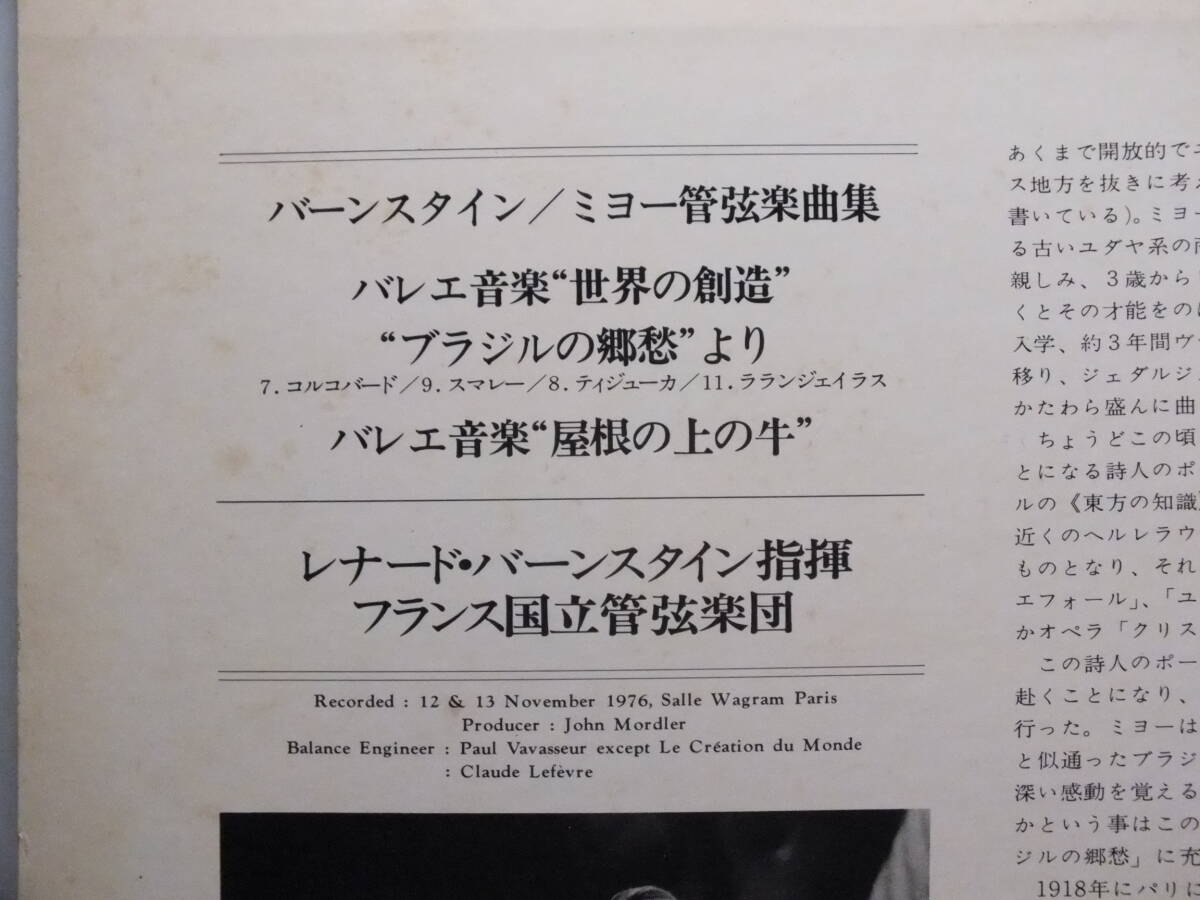 バーンスタイン／ミヨー管弦楽曲集
バレエ音楽“世界の創造”
“ブラジルの郷愁”より
7. コルコバード／9. スマレー／8. ティジューカ／11. ラランジェイラス
バレエ音楽“屋根の上の牛”
レナード・バーンスタイン指揮
フランス国立管弦楽団
Recorded : 12 & 13 November 1976, Salle Wagram Paris
Producer : John Mordler
Balance Engineer : Paul Vavasseur except Le Création du Monde
: Claude Lefèvre
あくまで開放的で
ス地方を抜きに考
書いている)。ミヨー
る古いユダヤ系の
親しみ、３歳から
くとその才能をの
入学、約３年間ヴ
移り、ジェダルジ
かたわら盛んに曲
ちょうどこの頃
とになる詩人のポ
ルの《東方の知識》
近くのヘルレラウ
ものとなり、それ
エフォール」、「ユ
かオペラ「クリス
この詩人のポー
赴くことになり、
行った。ミヨーは
と似通ったブラジ
深い感動を覚える
かという事はこの
ジルの郷愁」に充
1918年にパリに